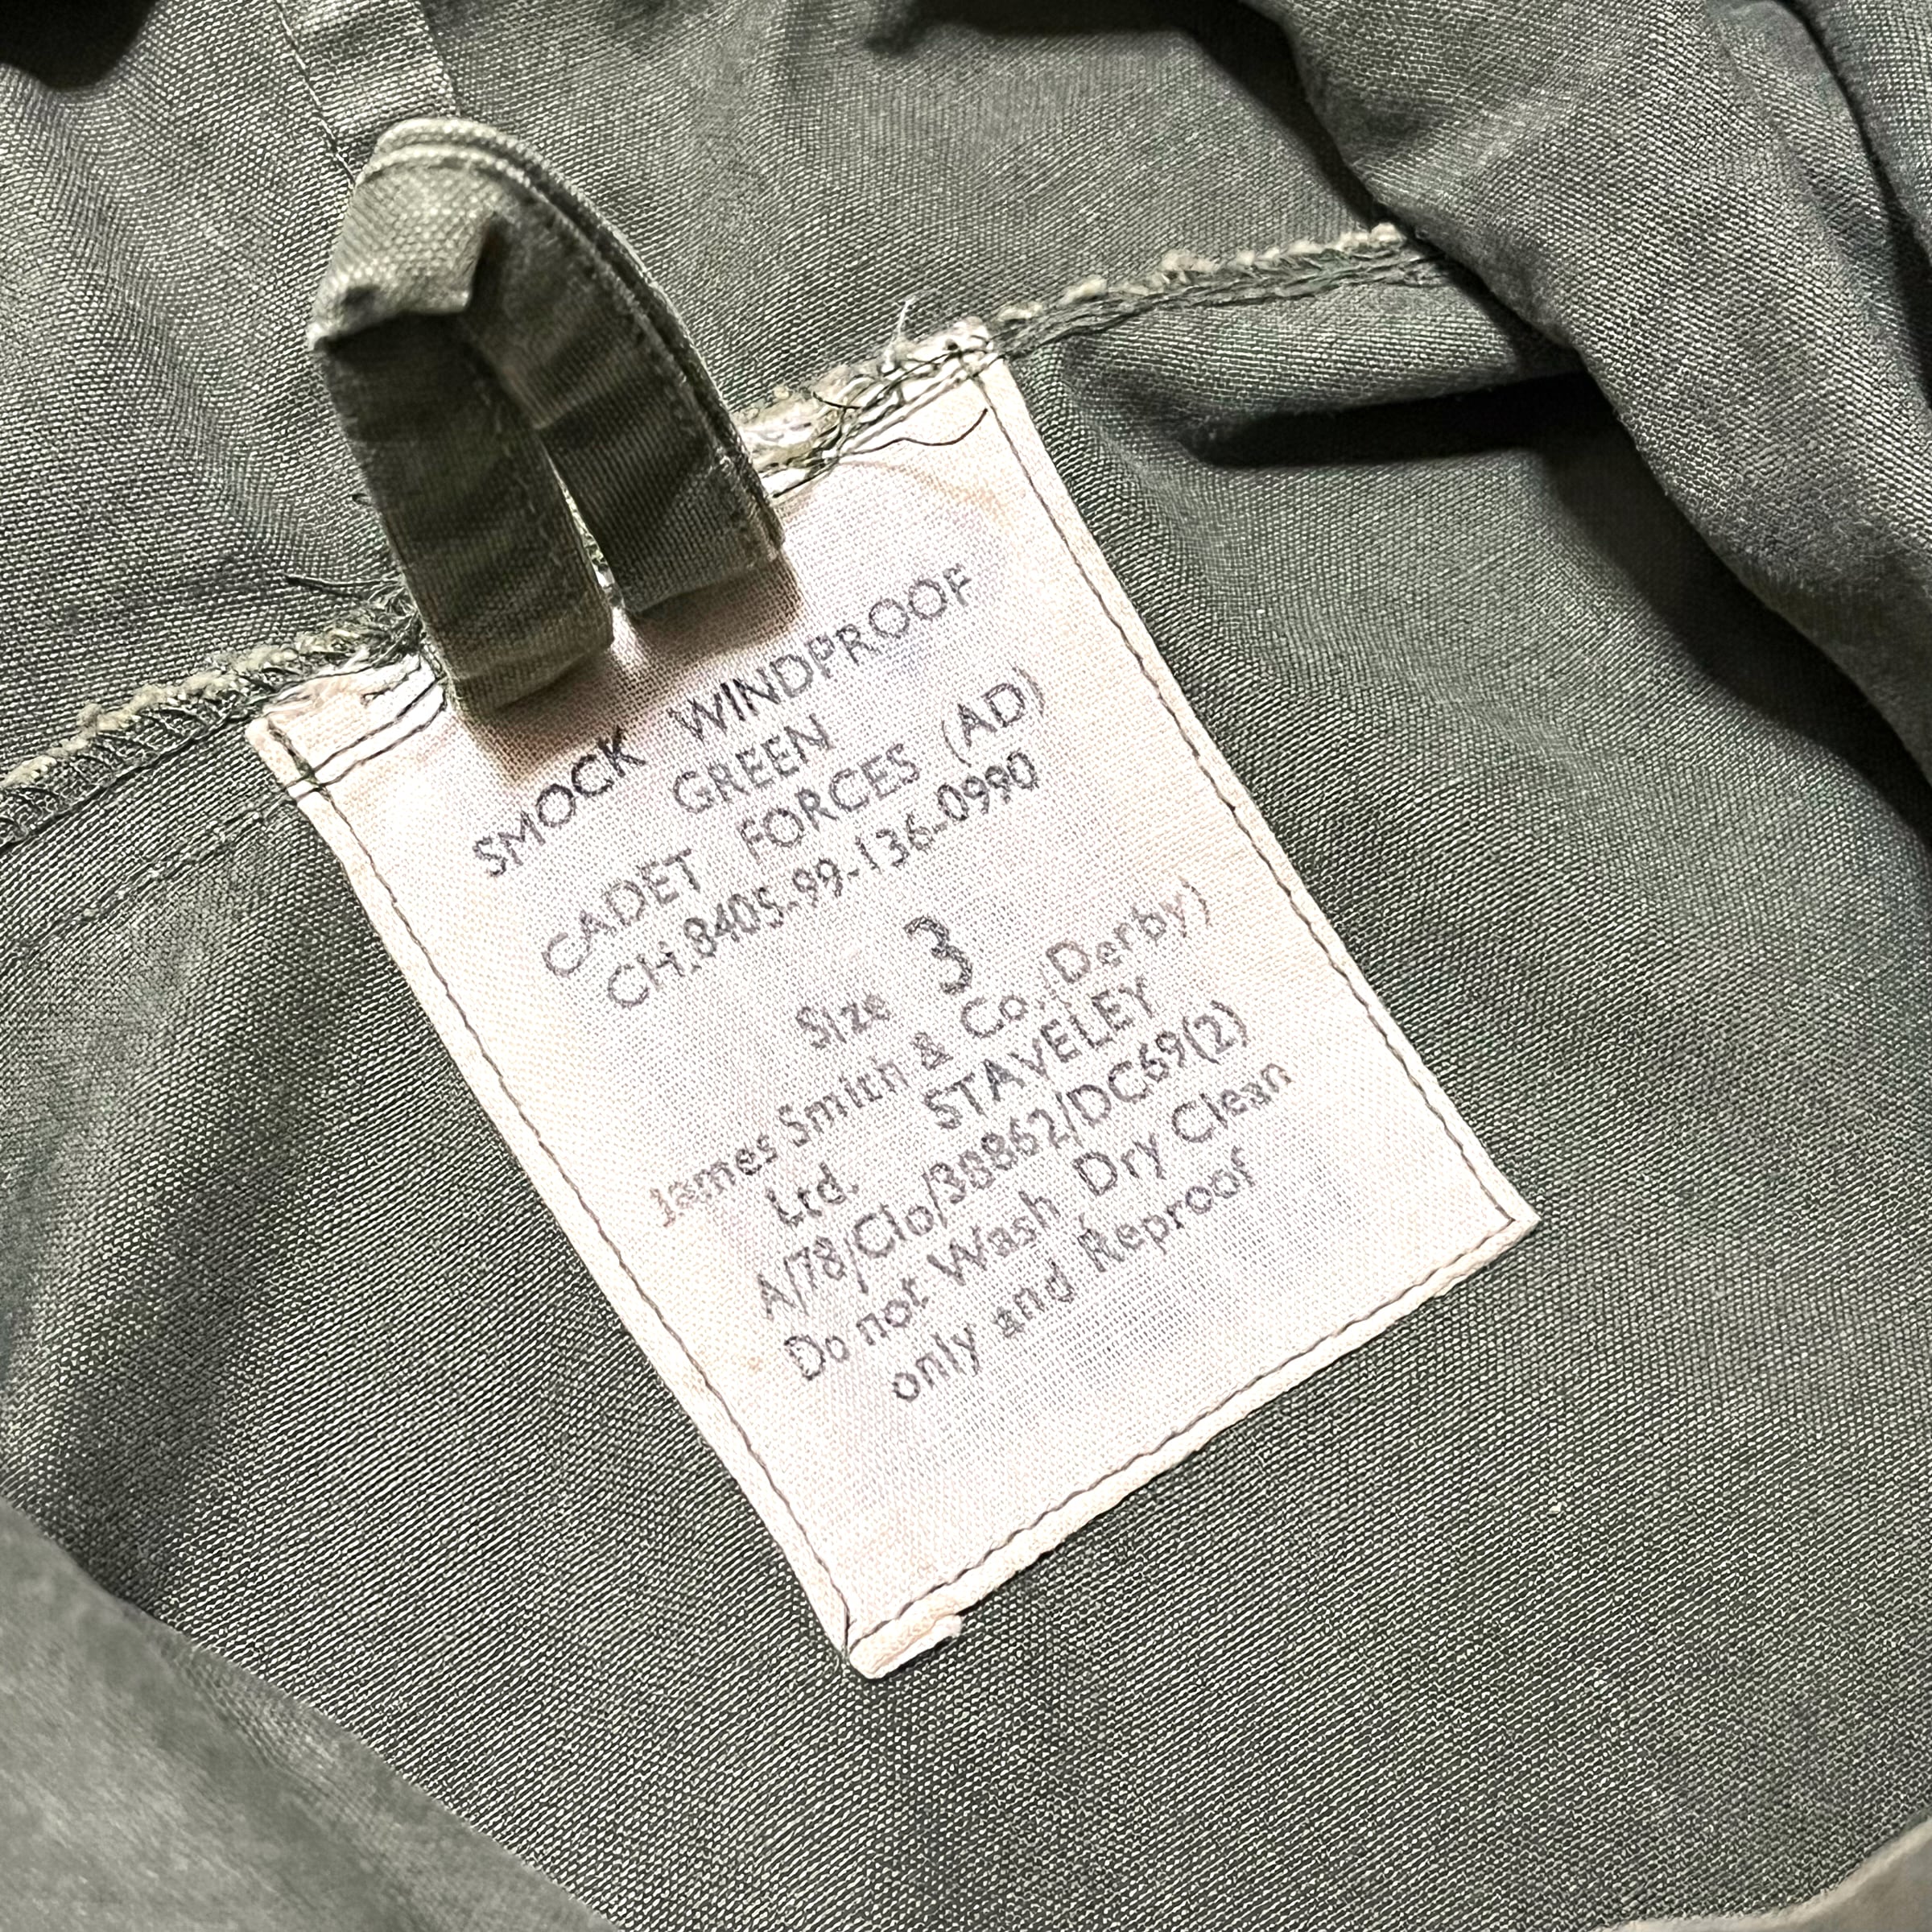 SMOCK WINDPROOF
GREEN
CADET FORCES (AD)
CH.8405-99-136-0990
Size 3
James Smith & Co. (Derby)
Ltd. STAVELEY
A/78/Clo/38862/DC69(2)
Do not Wash Dry Clean
only and Reproof